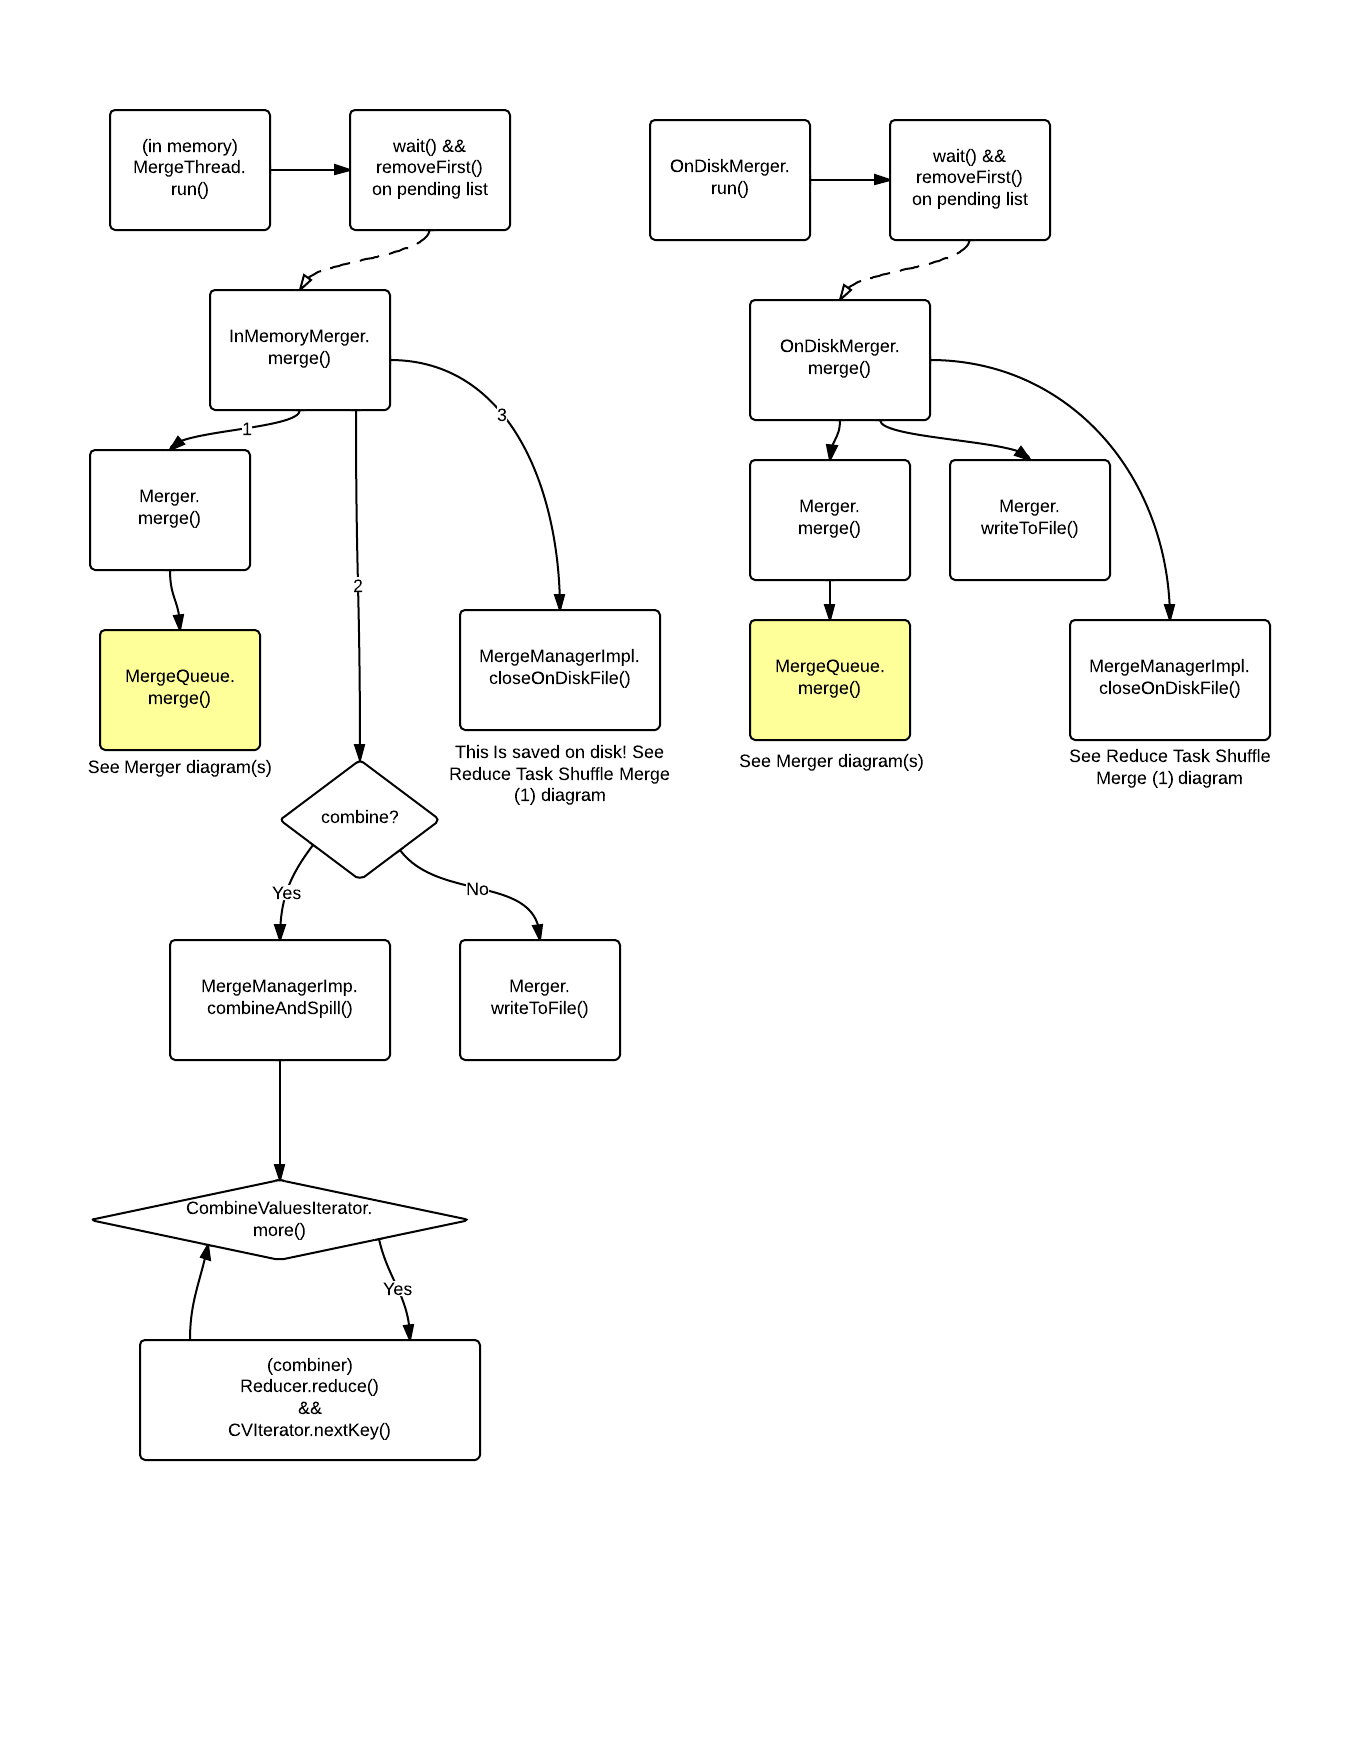 (in memory)
MergeThread.
run()
wait() &&
removeFirst()
on pending list
InMemoryMerger.
merge()
1
2
3
Merger.
merge()
MergeQueue.
merge()
See Merger diagram(s)
MergeManagerImpl.
closeOnDiskFile()
This Is saved on disk! See
Reduce Task Shuffle Merge
(1) diagram
combine?
Yes
No
MergeManagerImp.
combineAndSpill()
Merger.
writeToFile()
CombineValuesIterator.
more()
Yes
(combiner)
Reducer.reduce()
&&
CVIterator.nextKey()
OnDiskMerger.
run()
wait() &&
removeFirst()
on pending list
OnDiskMerger.
merge()
Merger.
merge()
Merger.
writeToFile()
MergeQueue.
merge()
See Merger diagram(s)
MergeManagerImpl.
closeOnDiskFile()
See Reduce Task Shuffle
Merge (1) diagram